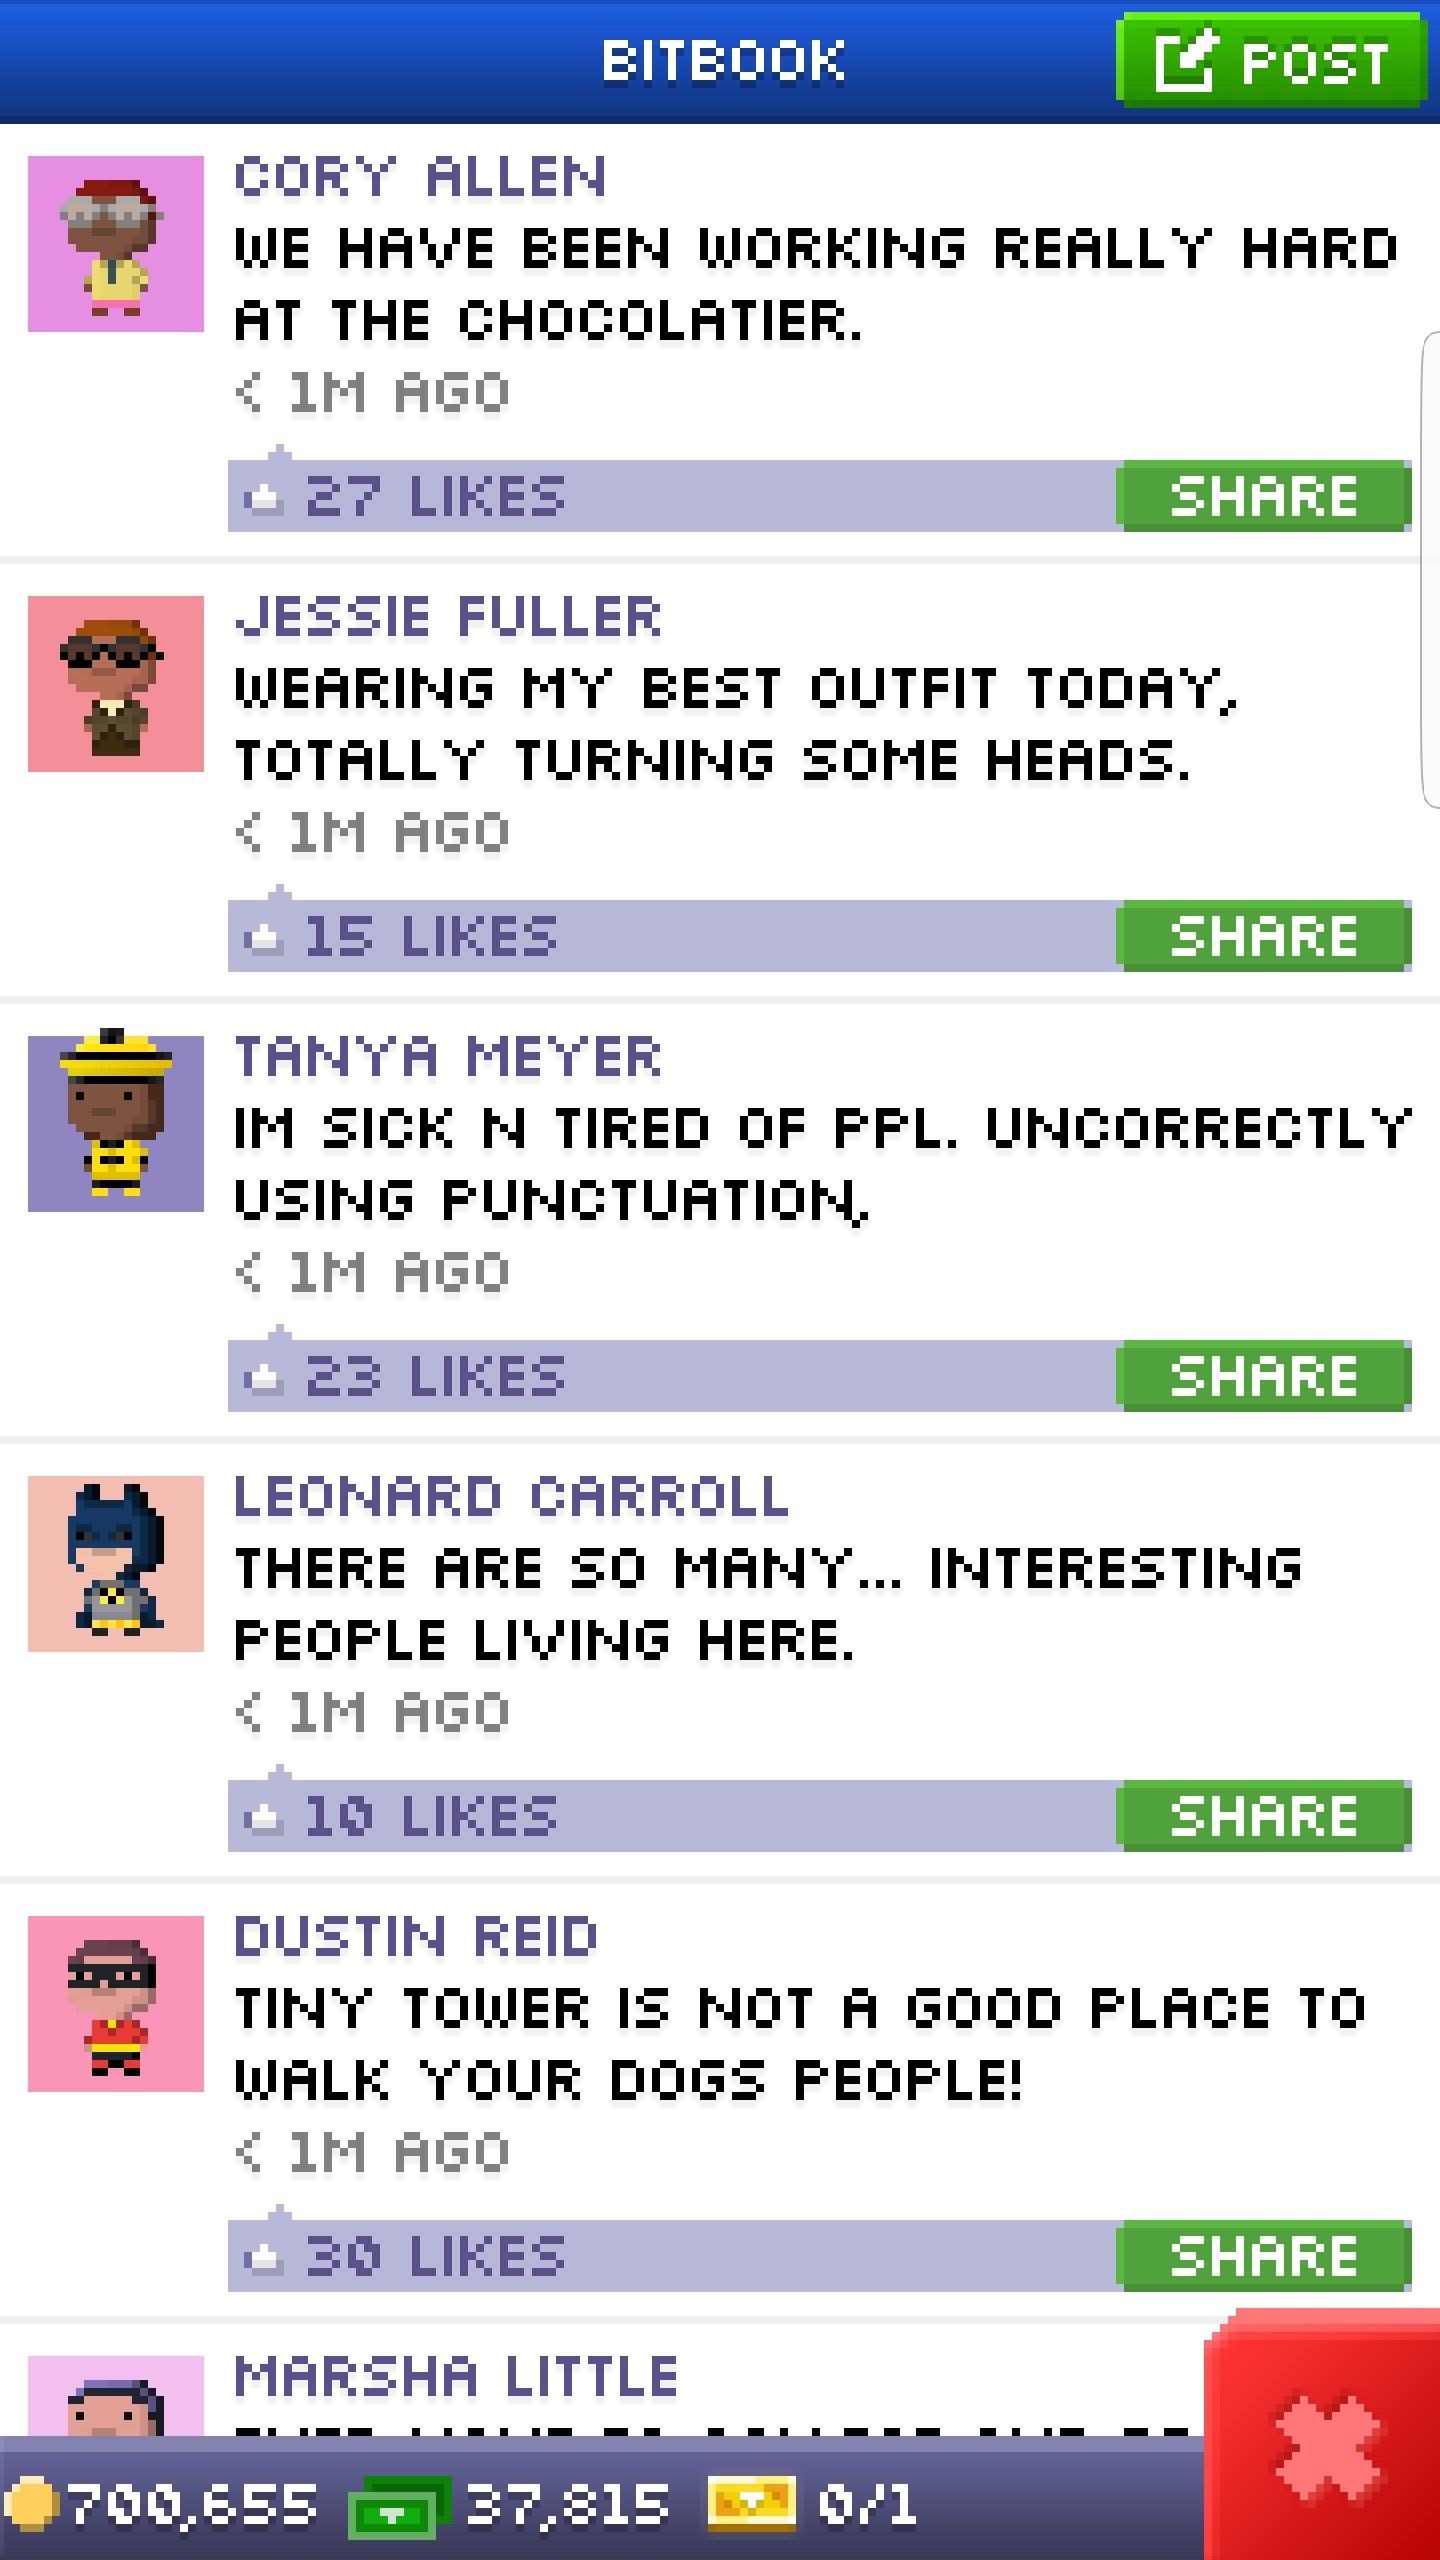 BITBOOK
POST
CORY ALLEN
WE HAVE BEEN WORKING REALLY HARD
AT THE CHOCOLATIER.
< 1M AGO
27 LIKES
SHARE
JESSIE FULLER
WEARING MY BEST OUTFIT TODAY,
TOTALLY TURNING SOME HEADS.
< 1M AGO
15 LIKES
SHARE
TANYA MEYER
IM SICK N TIRED OF PPL. UNCORRECTLY
USING PUNCTUATION,
< 1M AGO
23 LIKES
SHARE
LEONARD CARROLL
THERE ARE SO MANY... INTERESTING
PEOPLE LIVING HERE.
< 1M AGO
10 LIKES
SHARE
DUSTIN REID
TINY TOWER IS NOT A GOOD PLACE TO
WALK YOUR DOGS PEOPLE!
< 1M AGO
30 LIKES
SHARE
MARSHA LITTLE
700,655 37,815 0/1